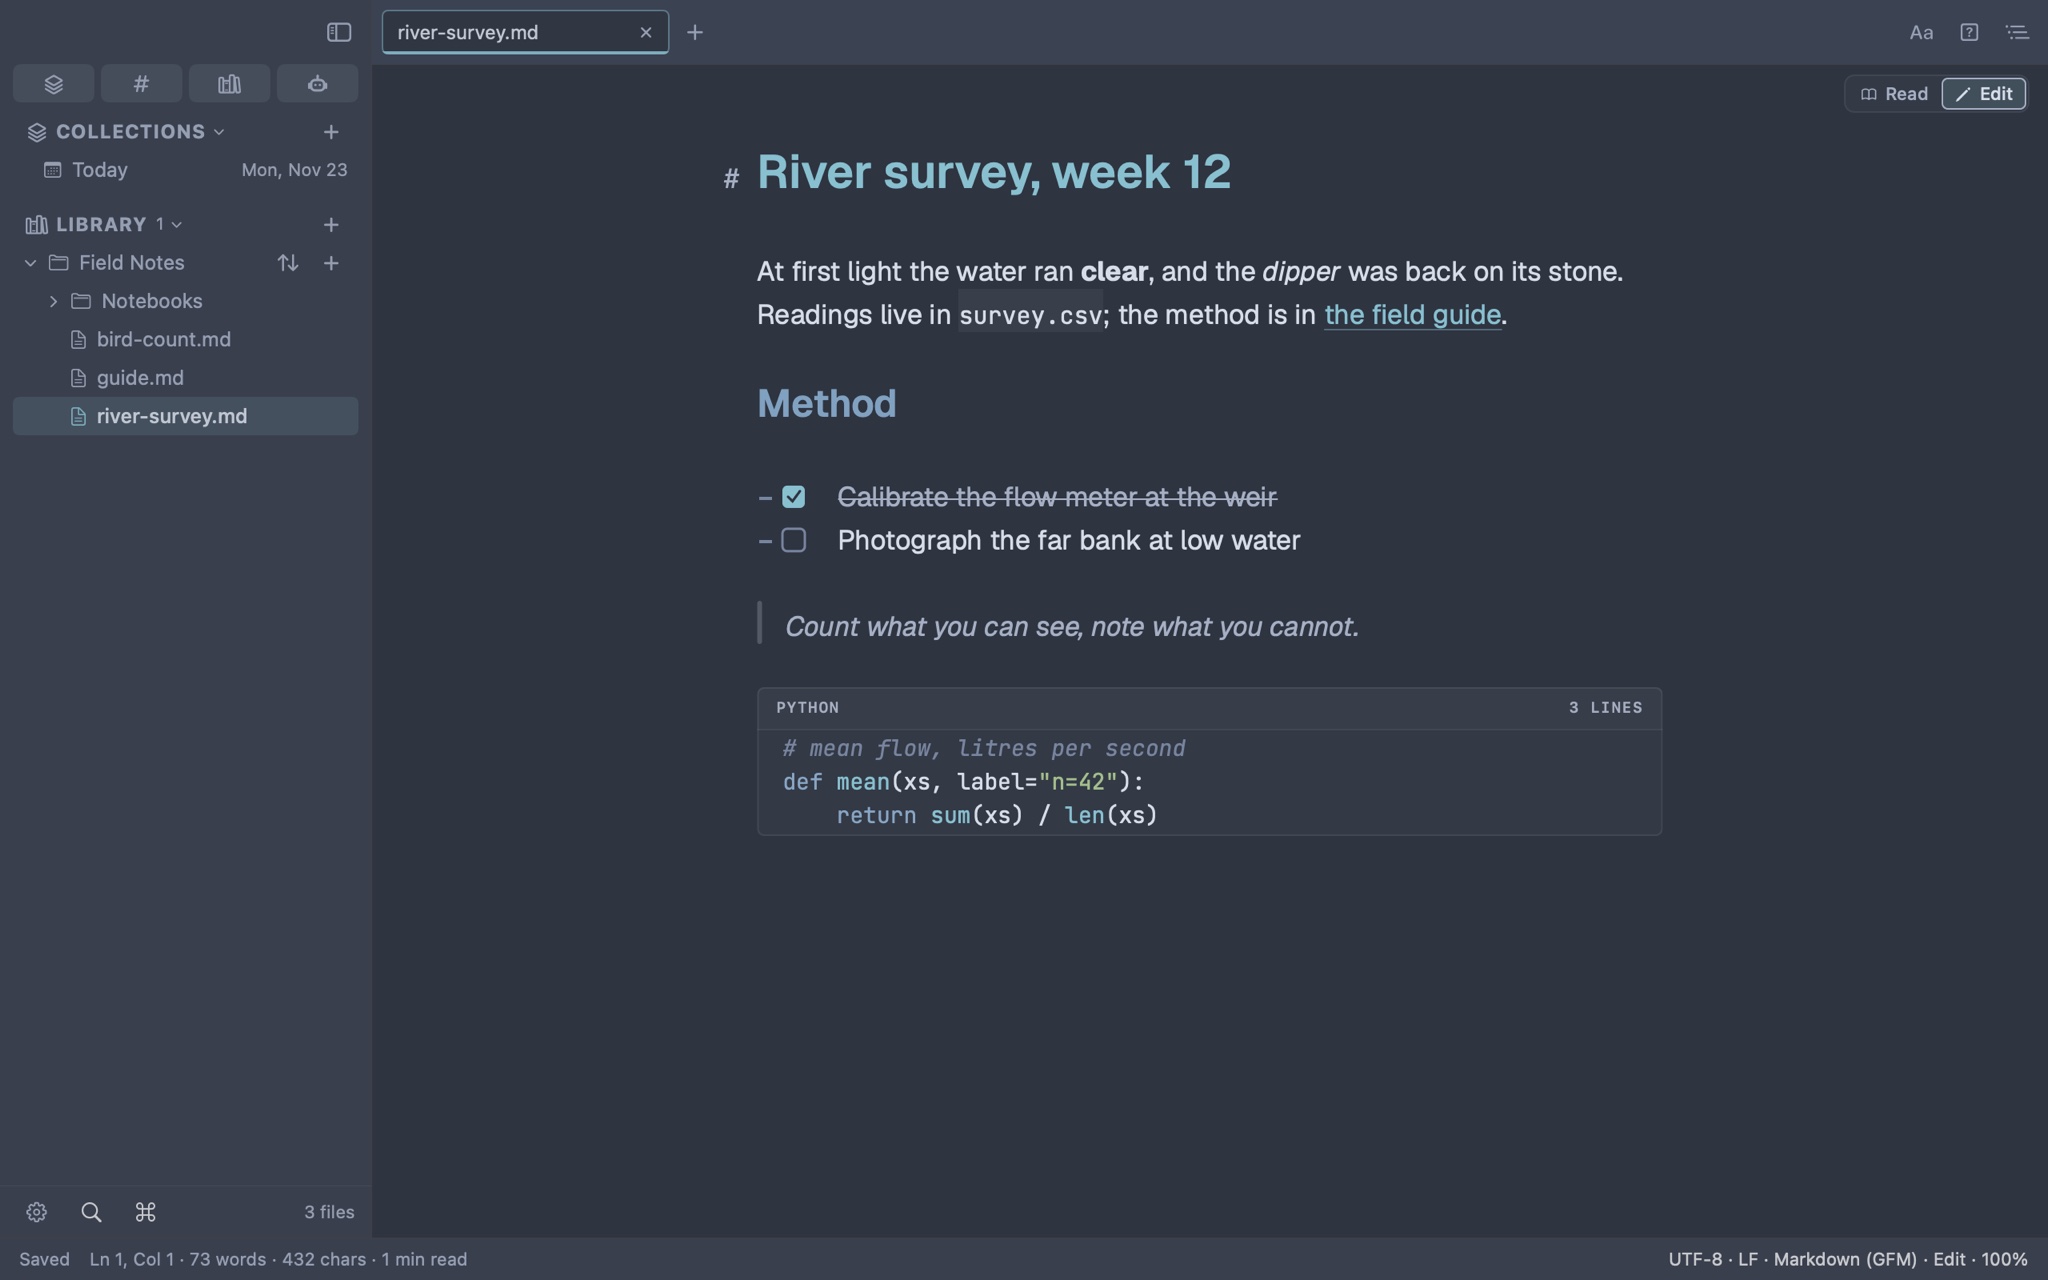 river-survey.md
Aa
Read
Edit
COLLECTIONS
Today Mon, Nov 23
LIBRARY 1
Field Notes
Notebooks
bird-count.md
guide.md
river-survey.md
# River survey, week 12
At first light the water ran clear, and the dipper was back on its stone.
Readings live in survey.csv; the method is in the field guide.
Method
– Calibrate the flow meter at the weir
– Photograph the far bank at low water
Count what you can see, note what you cannot.
PYTHON 3 LINES
# mean flow, litres per second
def mean(xs, label="n=42"):
    return sum(xs) / len(xs)
3 files
Saved Ln 1, Col 1 · 73 words · 432 chars · 1 min read
UTF-8 · LF · Markdown (GFM) · Edit · 100%